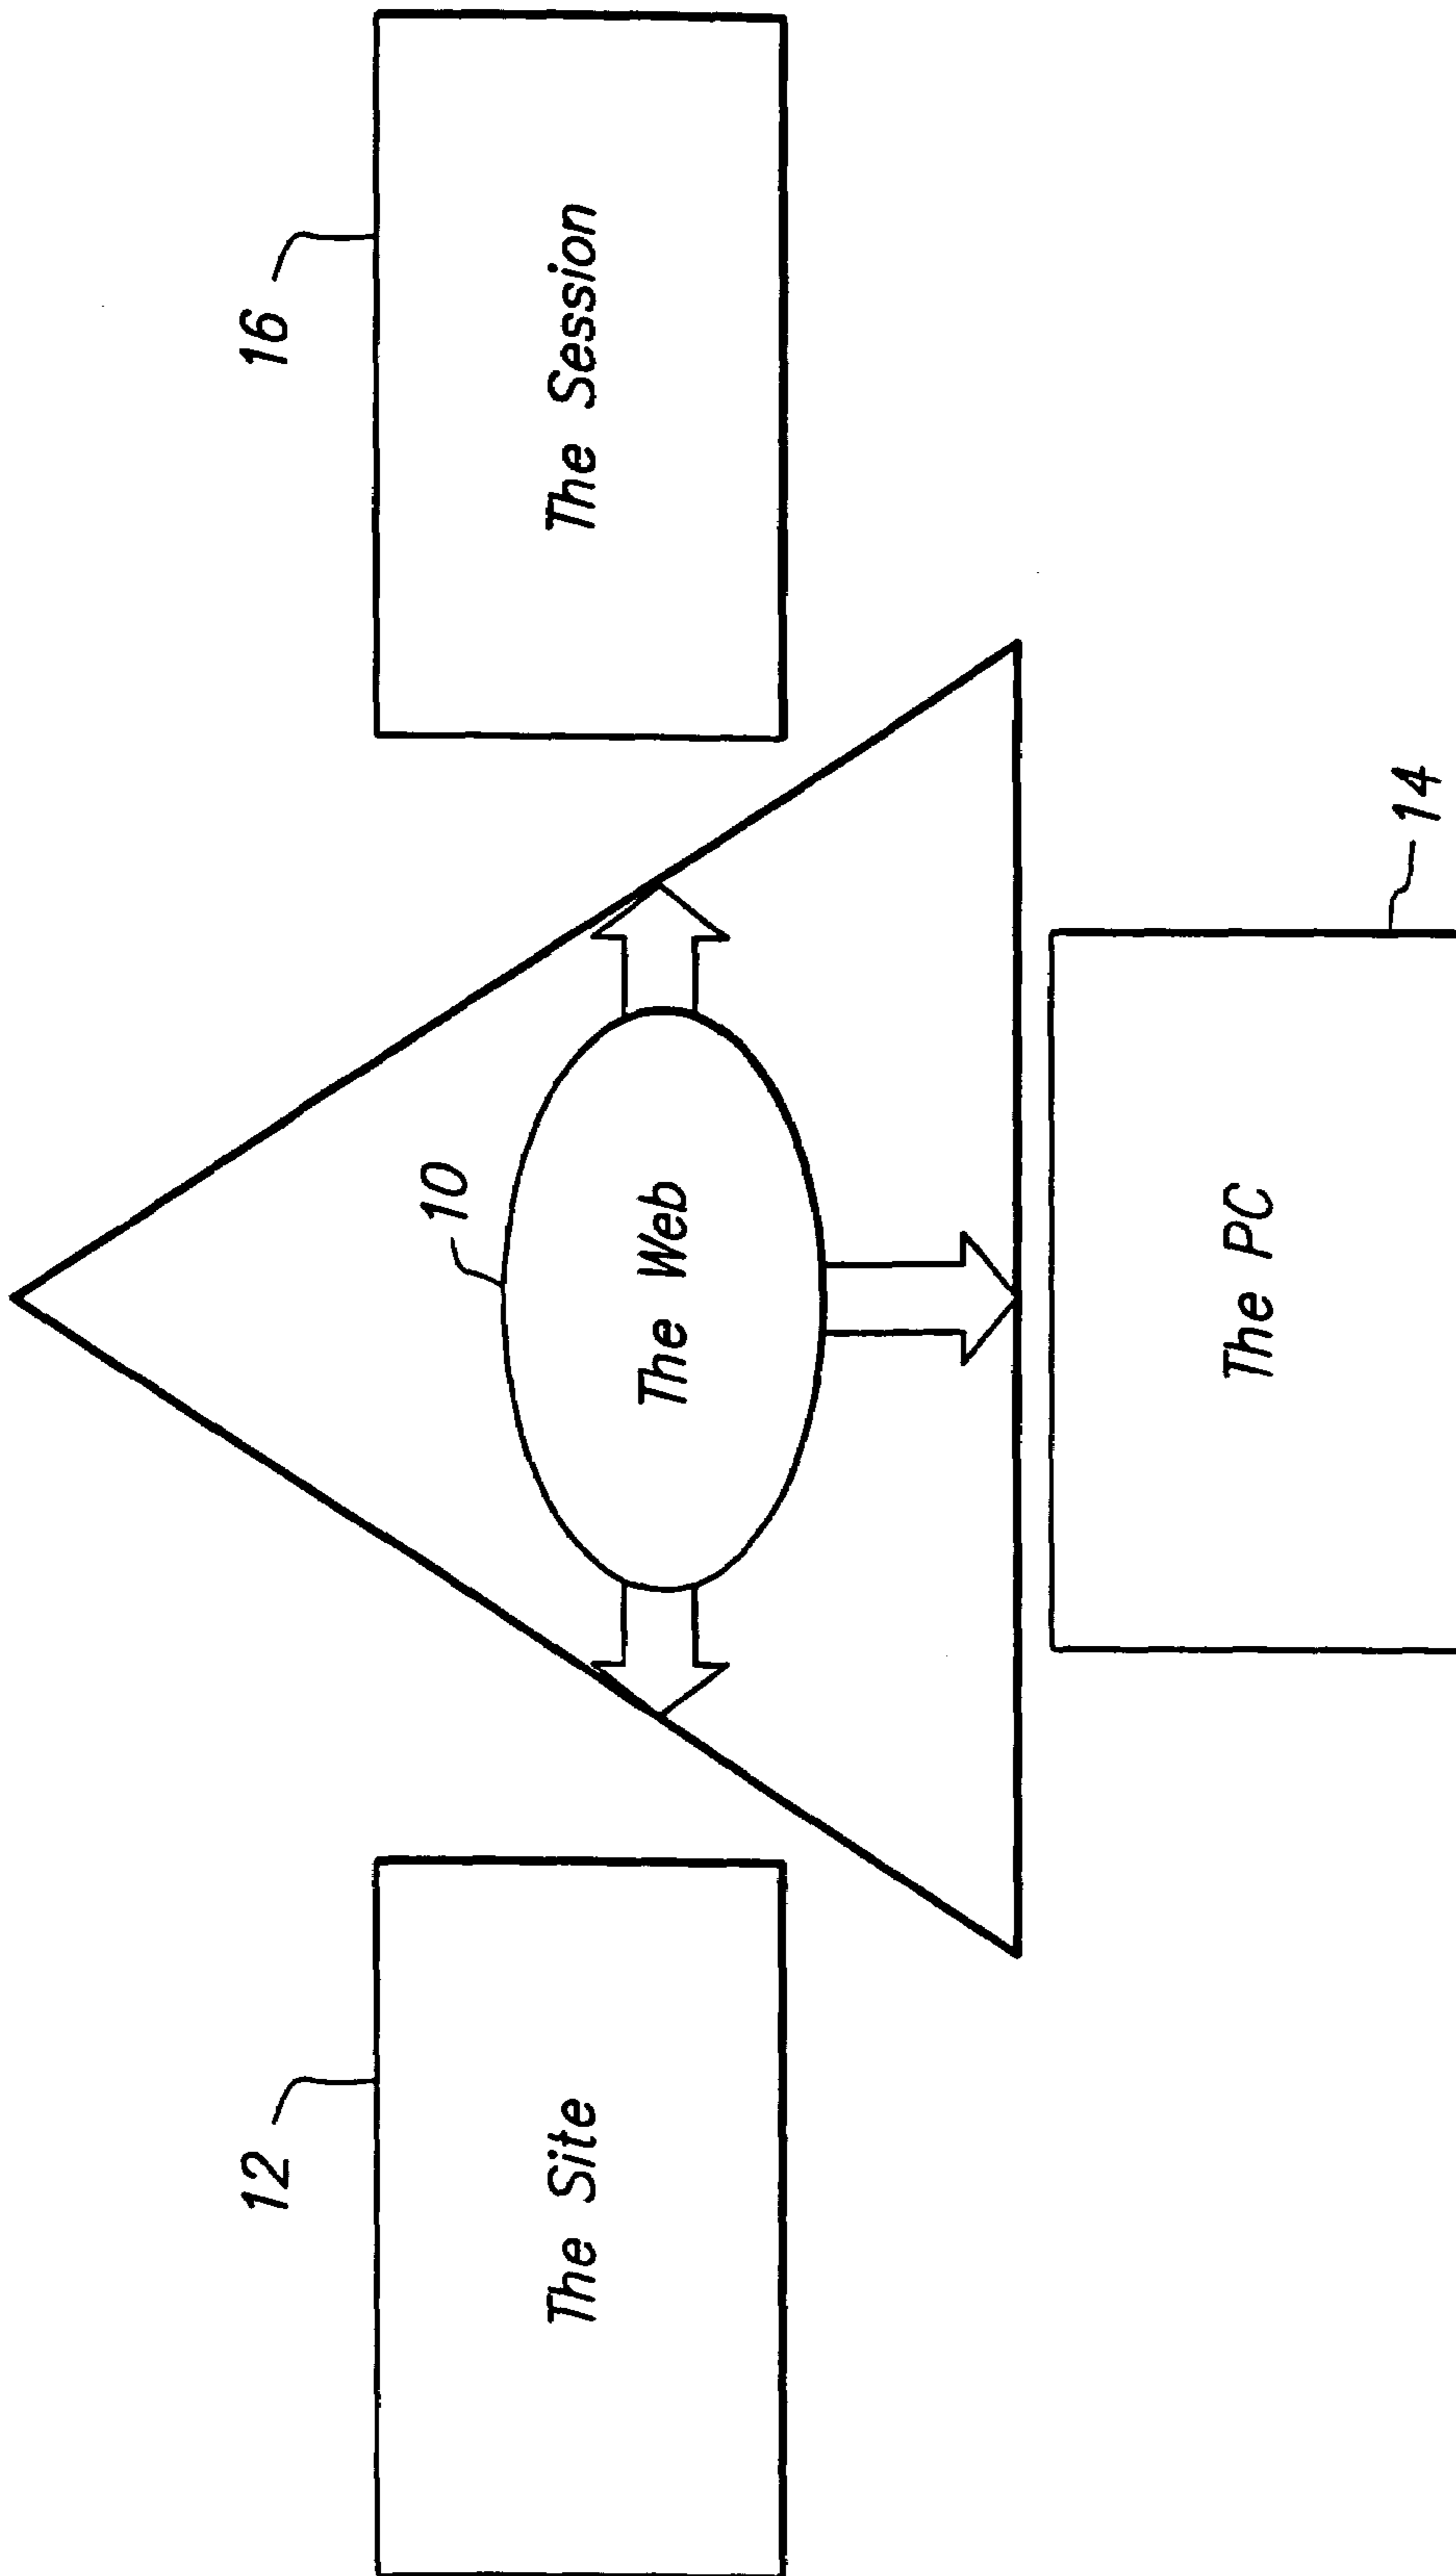 12
The Site
10
The Web
16
The Session
The PC
14